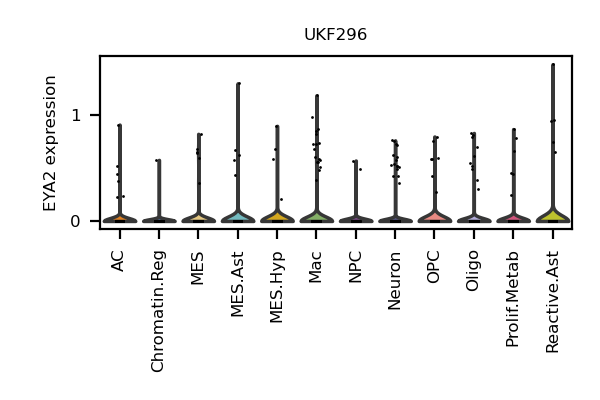 UKF296
EYA2 expression
1
0
AC
Chromatin.Reg
MES
MES.Ast
MES.Hyp
Mac
NPC
Neuron
OPC
Oligo
Prolif.Metab
Reactive.Ast